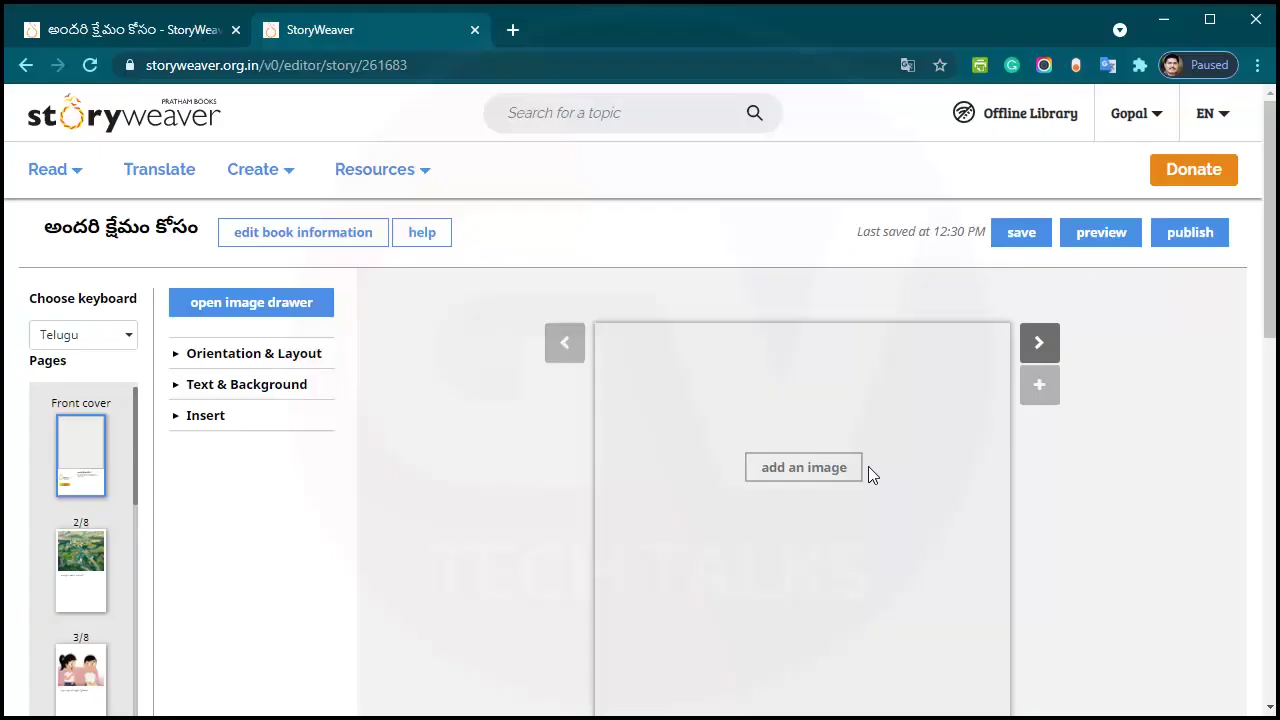 అందరి క్షేమం కోసం - StoryWea
StoryWeaver
storyweaver.org.in/v0/editor/story/261683
Paused
PRATHAM BOOKS
storyweaver
Search for a topic
Offline Library
Gopal
EN
Read
Translate
Create
Resources
Donate
అందరి క్షేమం కోసం
edit book information
help
Last saved at 12:30 PM
save
preview
publish
Choose keyboard
Telugu
Pages
open image drawer
Orientation & Layout
Text & Background
Insert
Front cover
2/8
3/8
add an image
TECH TALKS